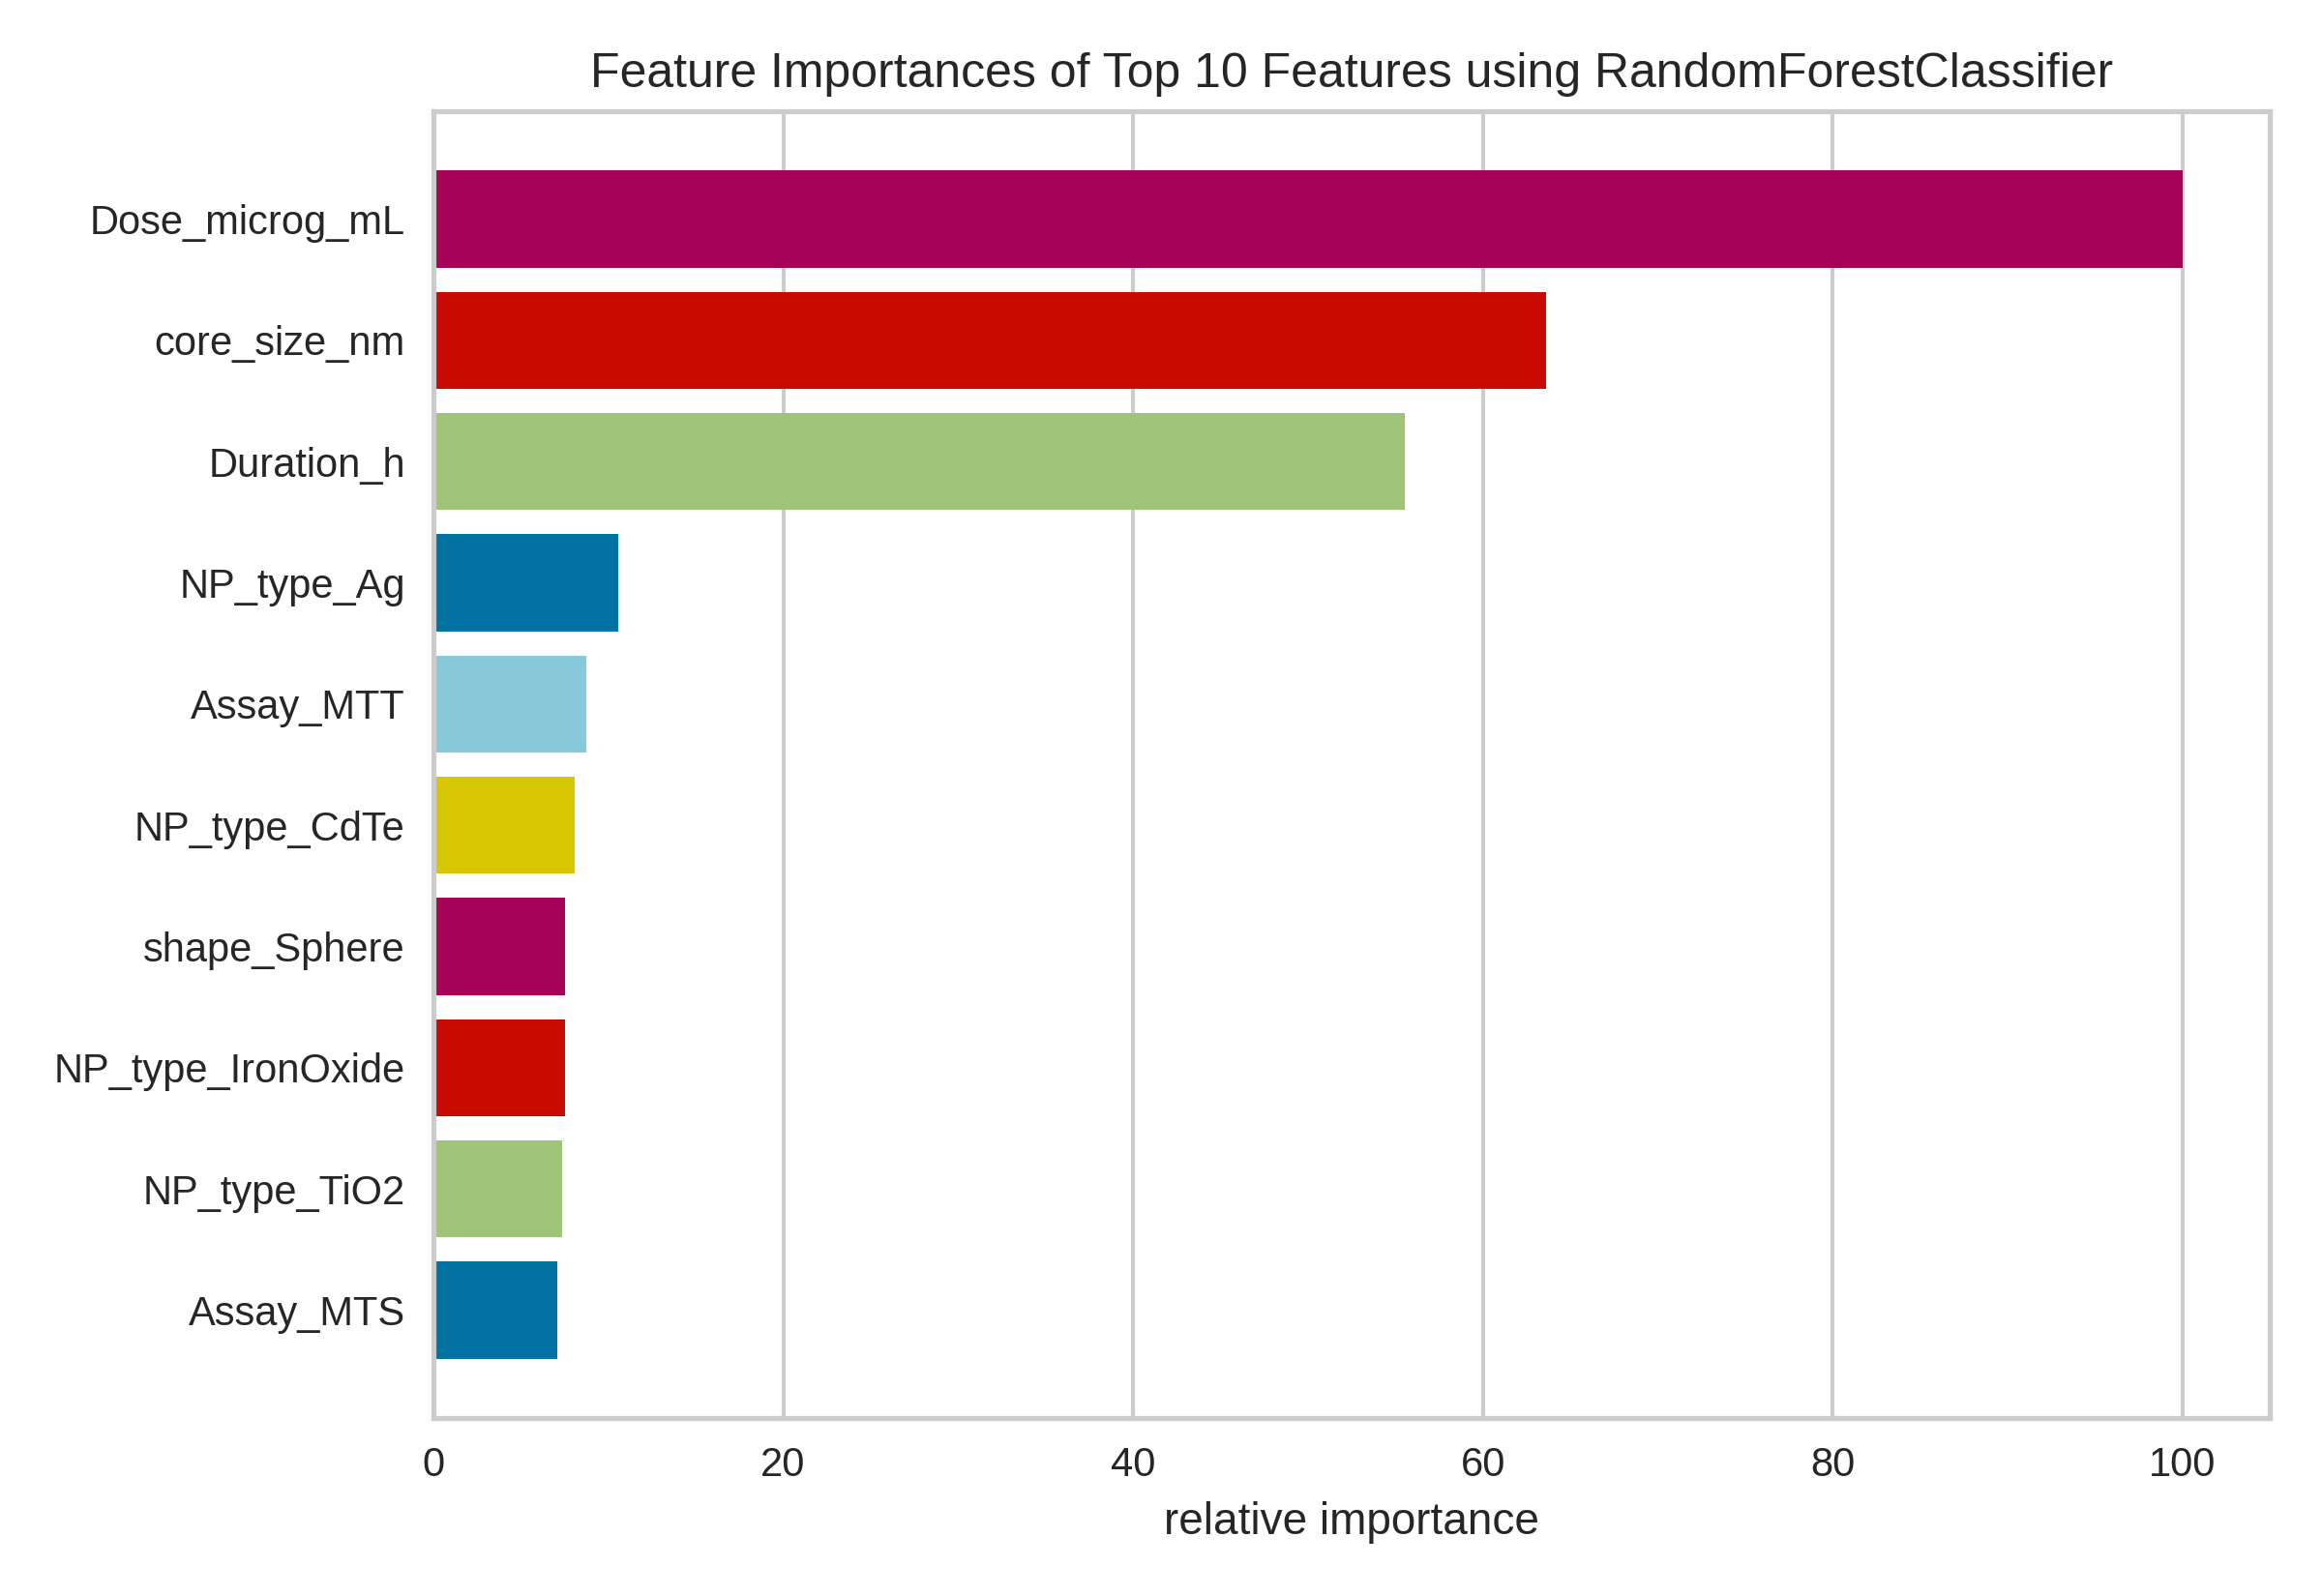 Feature Importances of Top 10 Features using RandomForestClassifier
Dose_microg_mL
core_size_nm
Duration_h
NP_type_Ag
Assay_MTT
NP_type_CdTe
shape_Sphere
NP_type_IronOxide
NP_type_TiO2
Assay_MTS
0 20 40 60 80 100
relative importance